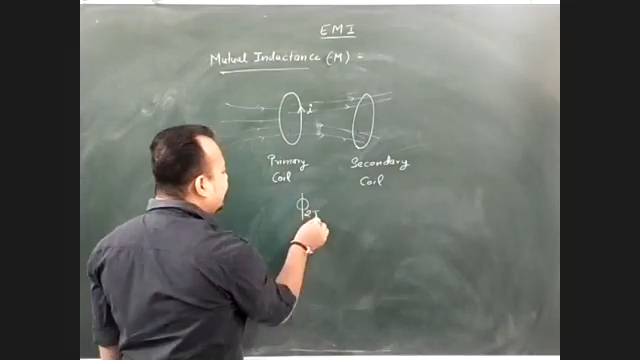 EMI
Mutual Inductance (M) =
i
Primary Coil
Secondary Coil
Φ